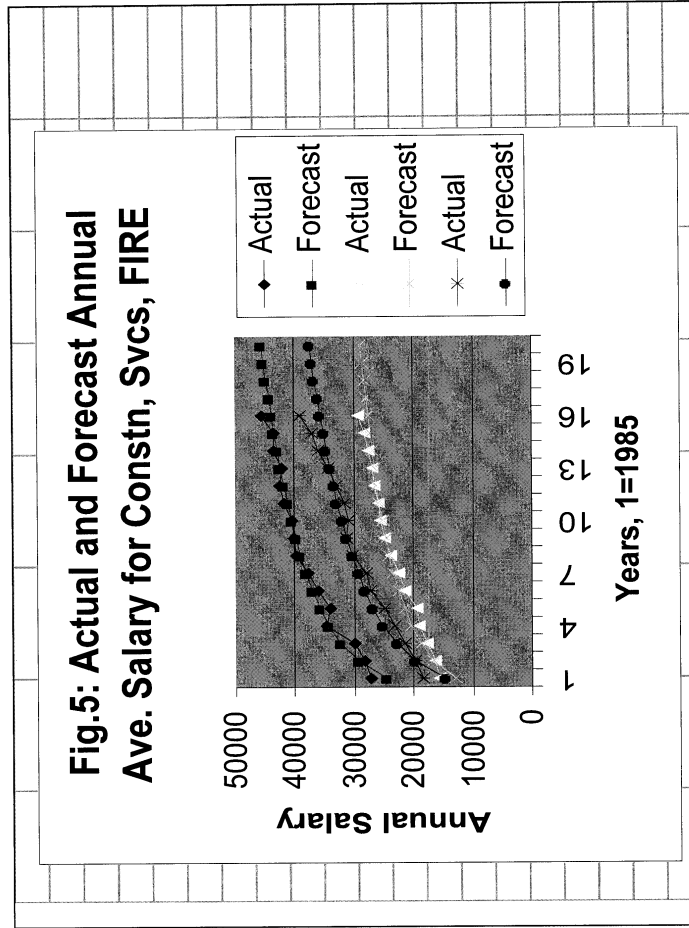 Fig.5: Actual and Forecast Annual
Ave. Salary for Constn, Svcs, FIRE
Annual Salary
50000
40000
30000
20000
10000
0
1
4
7
10
13
16
19
Years, 1=1985
Actual
Forecast
Actual
Forecast
Actual
Forecast